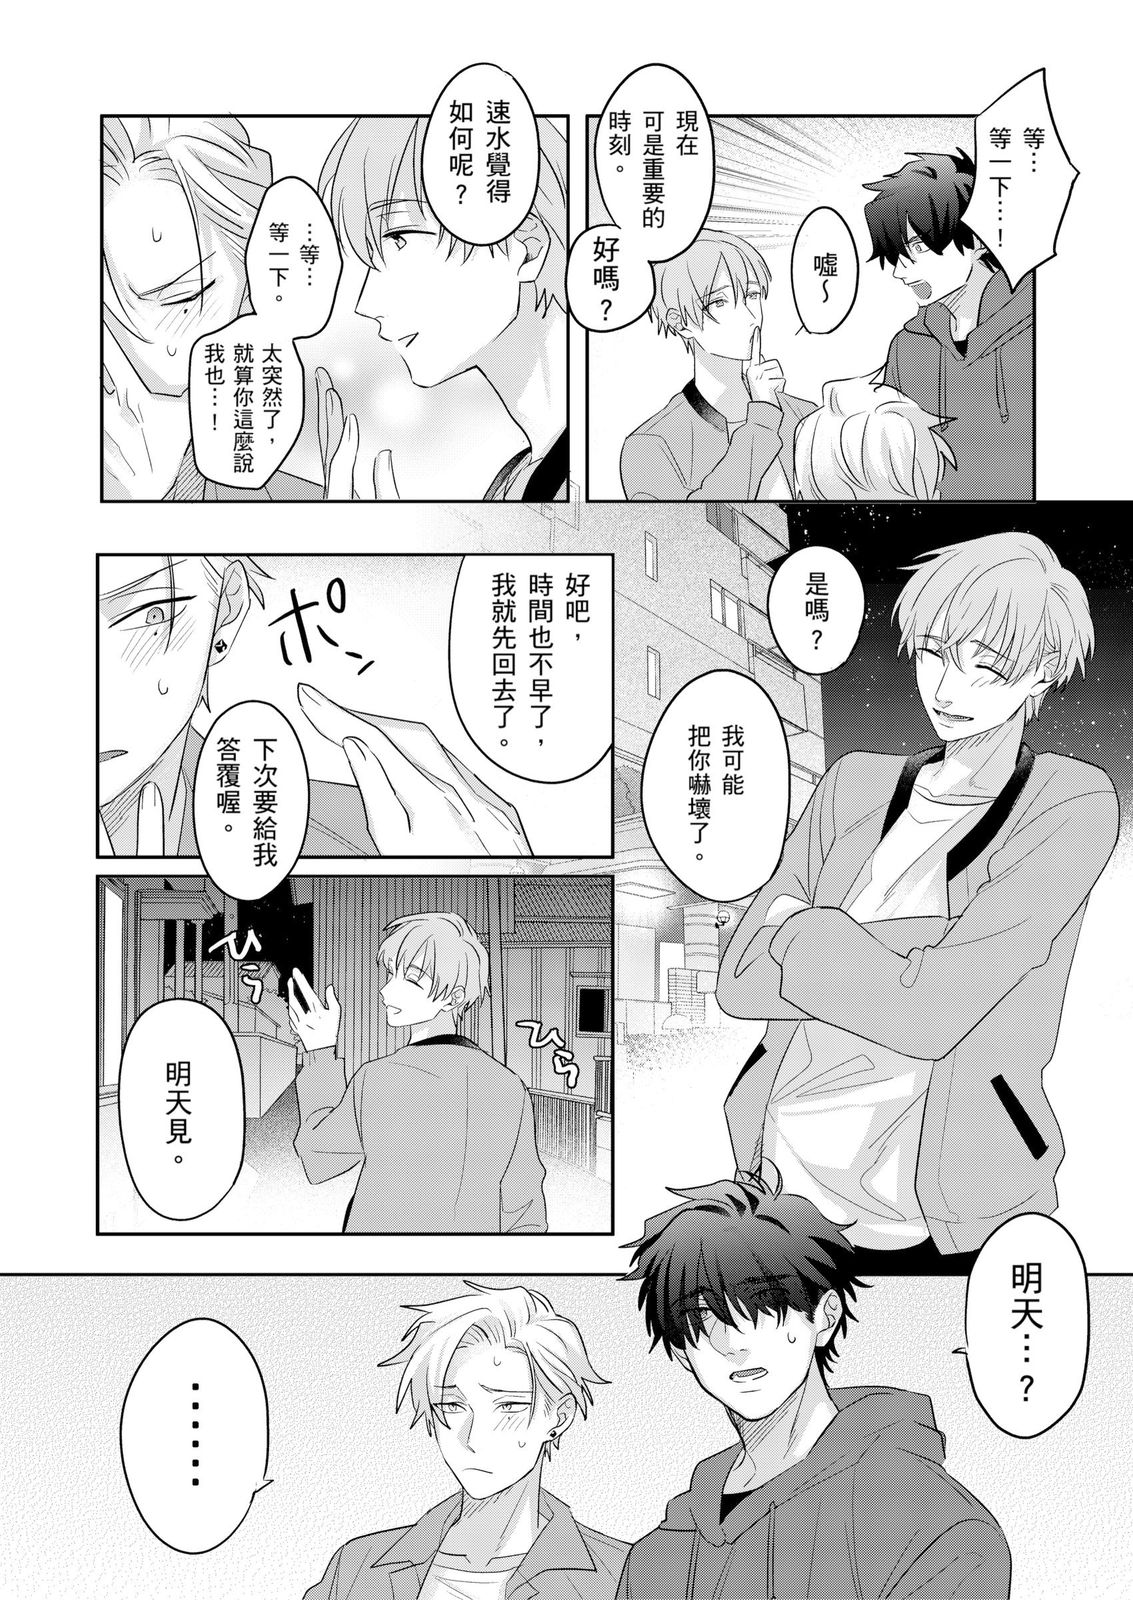 等…
等一下…！
噓～
現在
可是重要的
時刻。
好嗎？
速水覺得
如何呢？
…等…
等一下。
太突然了，
就算你這麼說
我也…！
是嗎？
我可能
把你嚇壞了。
好吧，
時間也不早了，
我就先回去了。
ポン
下次要給我
答覆喔。
ひら
ひら
明天見。
明天…？
……